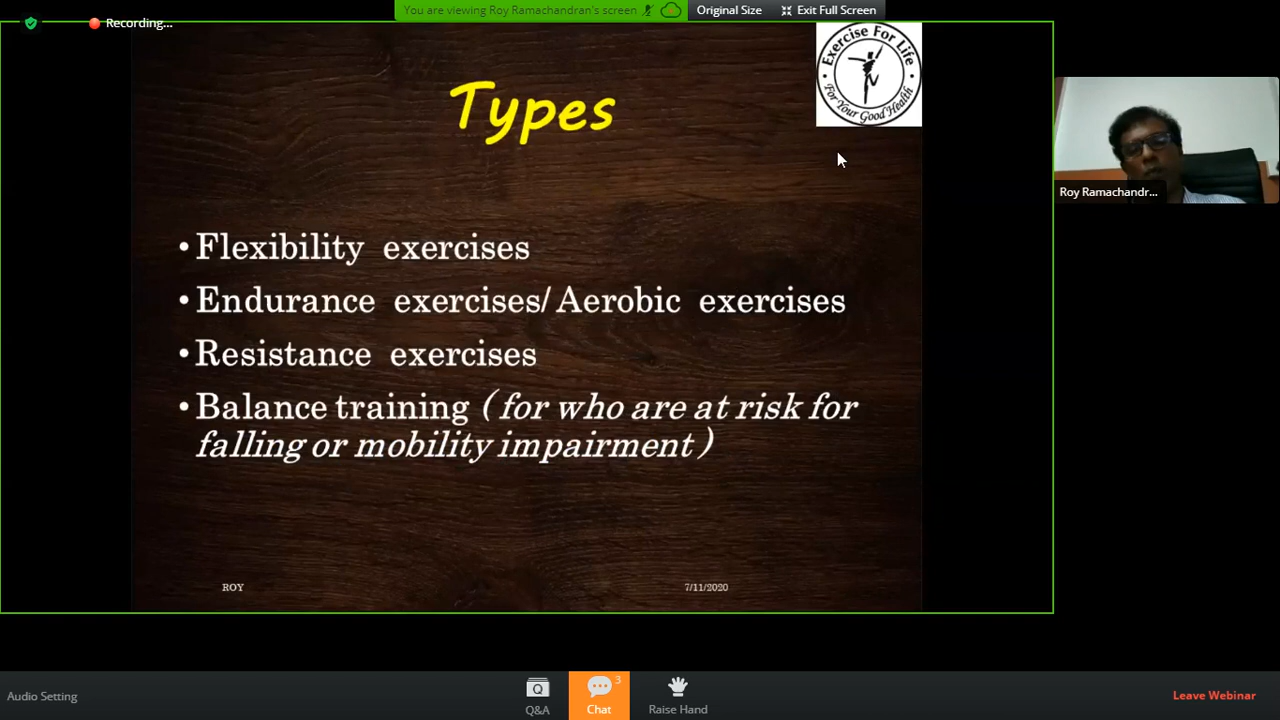 You are viewing Roy Ramachandran's screen
Original Size
Exit Full Screen
Recording...
Exercise For Life
For Your Good Health
Types
Roy Ramachandr...
• Flexibility exercises
• Endurance exercises/ Aerobic exercises
• Resistance exercises
• Balance training ( for who are at risk for
falling or mobility impairment )
ROY
7/11/2020
Audio Setting
Q
Q&A
3
Chat
Raise Hand
Leave Webinar